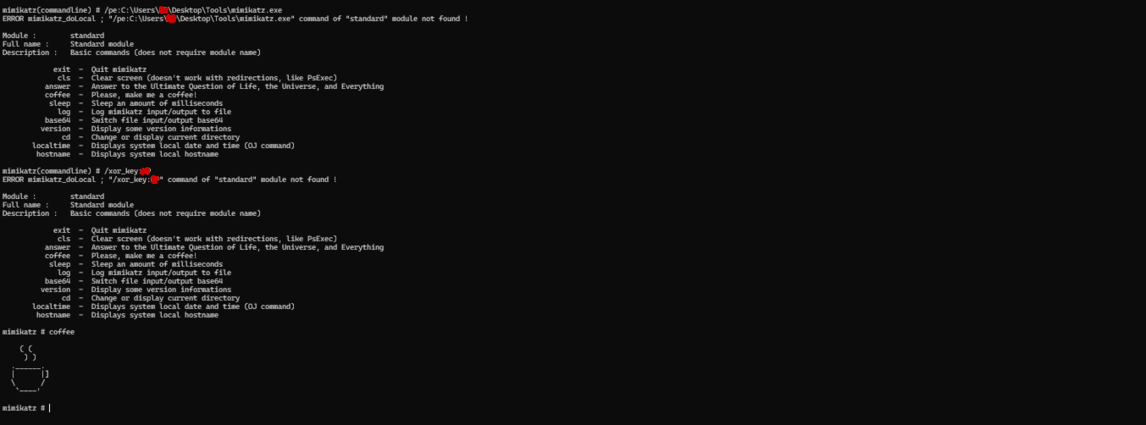 mimikatz(commandline) # /pe:C:\Users\\Desktop\Tools\mimikatz.exe
ERROR mimikatz_doLocal ; "/pe:C:\Users\\Desktop\Tools\mimikatz.exe" command of "standard" module not found !
Module : standard
Full name : Standard module
Description : Basic commands (does not require module name)
exit - Quit mimikatz
cls - Clear screen (doesn't work with redirections, like PsExec)
answer - Answer to the Ultimate Question of Life, the Universe, and Everything
coffee - Please, make me a coffee!
sleep - Sleep an amount of milliseconds
log - Log mimikatz input/output to file
base64 - Switch file input/output base64
version - Display some version informations
cd - Change or display current directory
localtime - Displays system local date and time (OJ command)
hostname - Displays system local hostname
mimikatz(commandline) # /xor_key:
ERROR mimikatz_doLocal ; "/xor_key:" command of "standard" module not found !
Module : standard
Full name : Standard module
Description : Basic commands (does not require module name)
exit - Quit mimikatz
cls - Clear screen (doesn't work with redirections, like PsExec)
answer - Answer to the Ultimate Question of Life, the Universe, and Everything
coffee - Please, make me a coffee!
sleep - Sleep an amount of milliseconds
log - Log mimikatz input/output to file
base64 - Switch file input/output base64
version - Display some version informations
cd - Change or display current directory
localtime - Displays system local date and time (OJ command)
hostname - Displays system local hostname
mimikatz # coffee
( (
) )
.______.
|      |]
\      /
`----'
mimikatz #